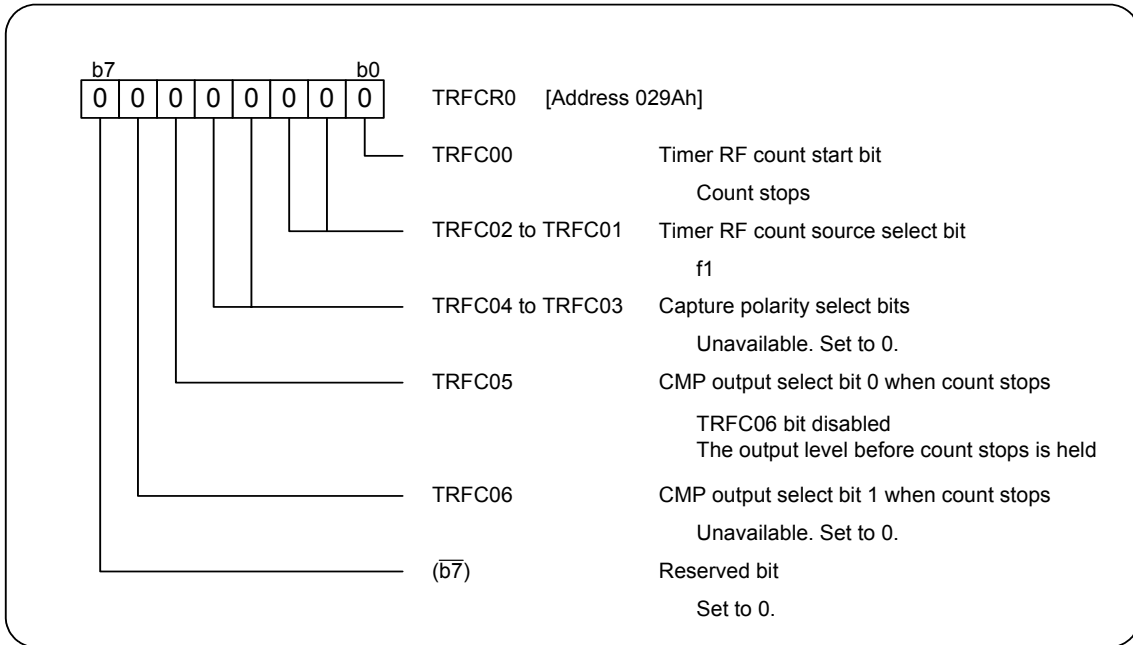 b7 b0
0 0 0 0 0 0 0 0 TRFCR0 [Address 029Ah]
TRFC00 Timer RF count start bit
Count stops
TRFC02 to TRFC01 Timer RF count source select bit
f1
TRFC04 to TRFC03 Capture polarity select bits
Unavailable. Set to 0.
TRFC05 CMP output select bit 0 when count stops
TRFC06 bit disabled
The output level before count stops is held
TRFC06 CMP output select bit 1 when count stops
Unavailable. Set to 0.
(b7) Reserved bit
Set to 0.